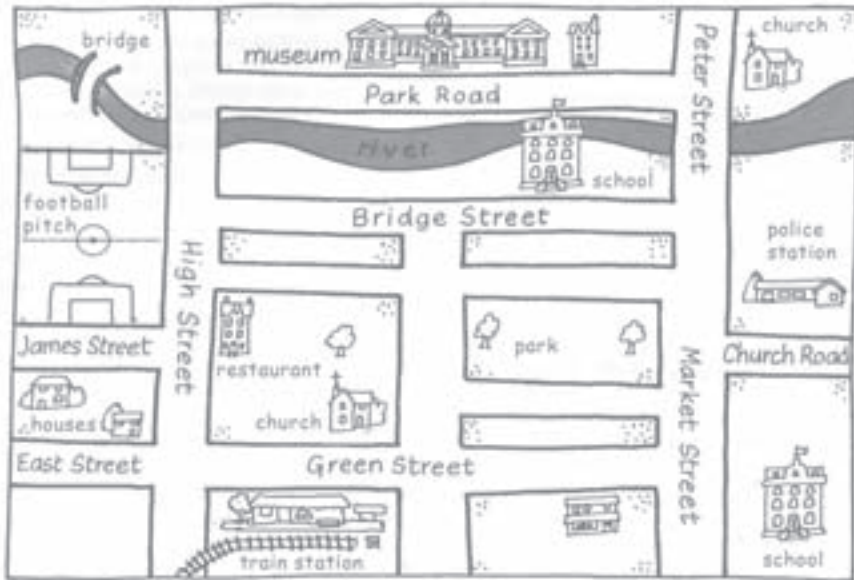 bridge
museum
church
Park Road
Peter Street
river
school
football
pitch
Bridge Street
police
station
High Street
James Street
restaurant
park
Market Street
Church Road
houses
church
East Street
Green Street
train station
school